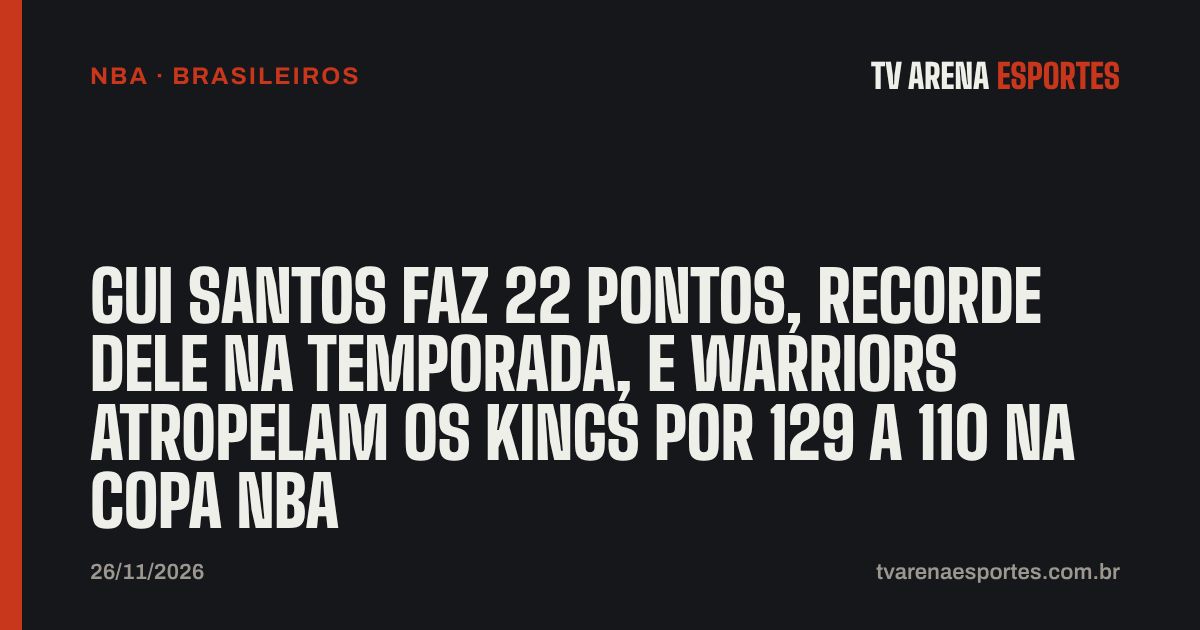 NBA · BRASILEIROS
TV ARENA ESPORTES
GUI SANTOS FAZ 22 PONTOS, RECORDE
DELE NA TEMPORADA, E WARRIORS
ATROPELAM OS KINGS POR 129 A 110 NA
COPA NBA
26/11/2026
tvarenaesportes.com.br